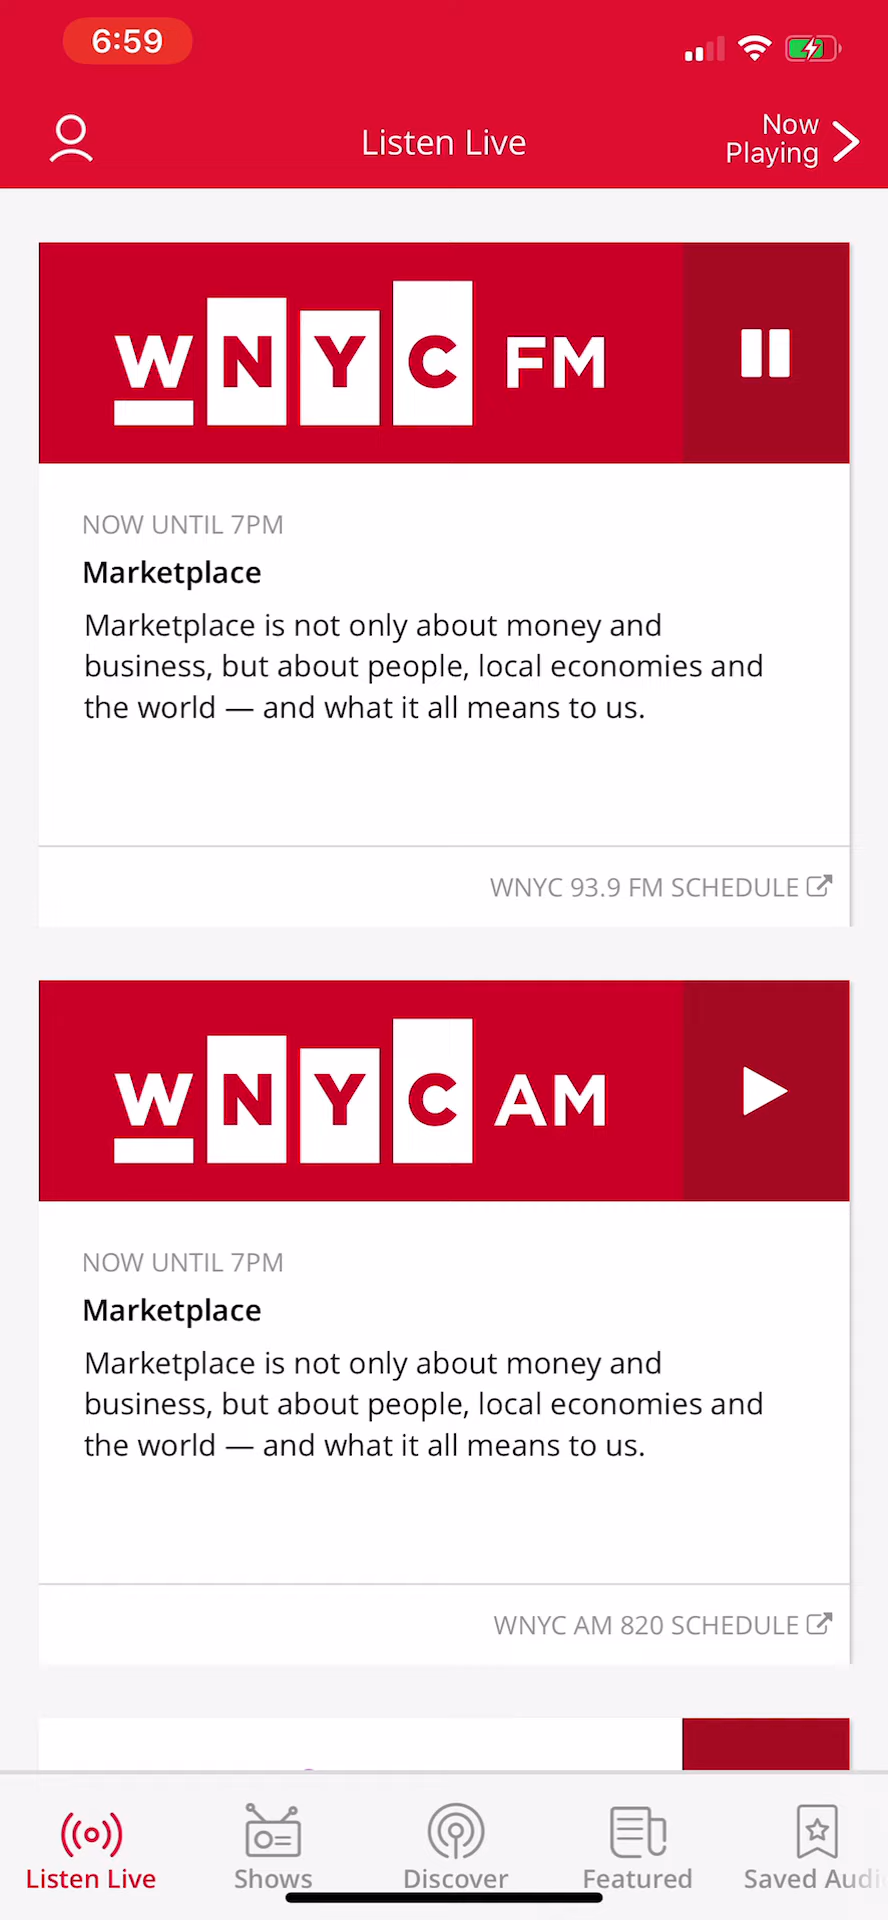 6:59
Listen Live
Now
Playing
WNYC FM
NOW UNTIL 7PM
Marketplace
Marketplace is not only about money and
business, but about people, local economies and
the world — and what it all means to us.
WNYC 93.9 FM SCHEDULE
WNYC AM
NOW UNTIL 7PM
Marketplace
Marketplace is not only about money and
business, but about people, local economies and
the world — and what it all means to us.
WNYC AM 820 SCHEDULE
Listen Live
Shows
Discover
Featured
Saved Audi